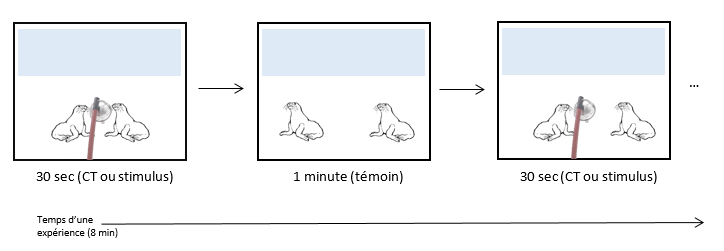 ...
30 sec (CT ou stimulus)
1 minute (témoin)
30 sec (CT ou stimulus)
Temps d'une
expérience (8 min)